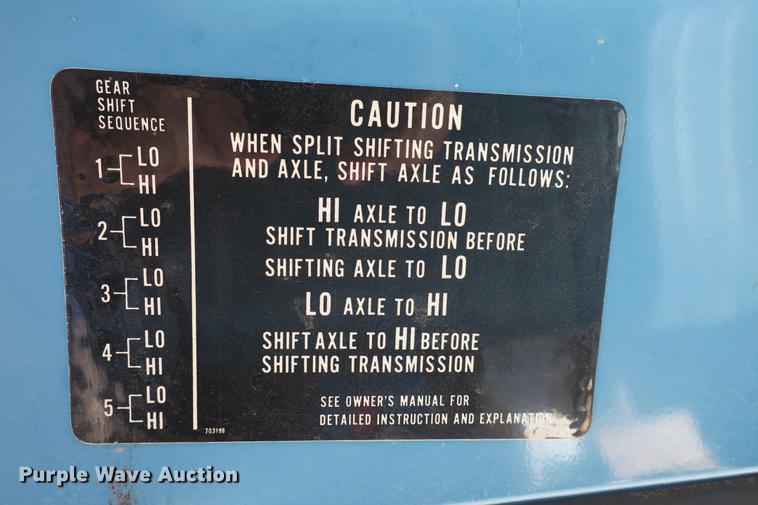 GEAR
SHIFT
SEQUENCE
1 LO
HI
2 LO
HI
3 LO
HI
4 LO
HI
5 LO
HI
CAUTION
WHEN SPLIT SHIFTING TRANSMISSION
AND AXLE, SHIFT AXLE AS FOLLOWS:
HI AXLE TO LO
SHIFT TRANSMISSION BEFORE
SHIFTING AXLE TO LO
LO AXLE TO HI
SHIFT AXLE TO HI BEFORE
SHIFTING TRANSMISSION
SEE OWNER'S MANUAL FOR
DETAILED INSTRUCTION AND EXPLANATION
Purple Wave Auction